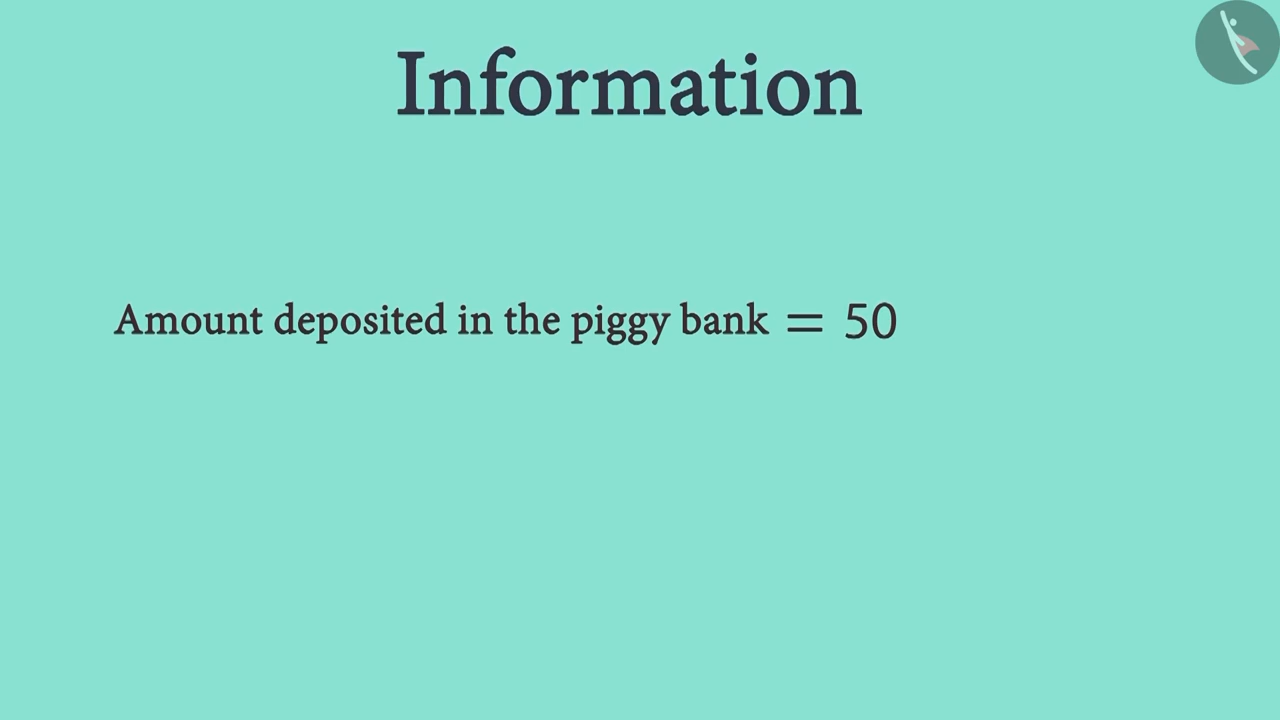 Information
Amount deposited in the piggy bank = 50